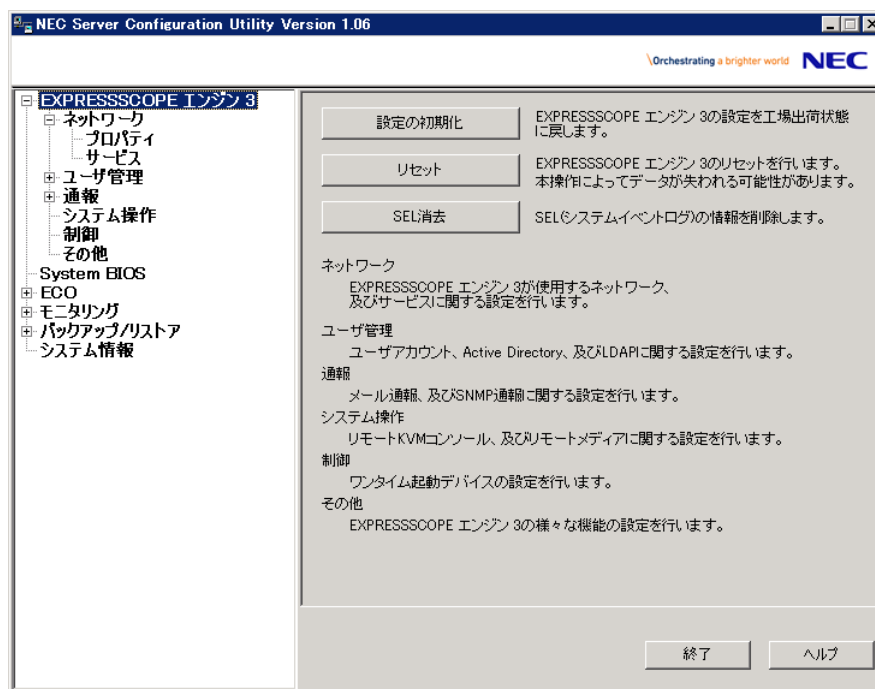 NEC Server Configuration Utility Version 1.06
\Orchestrating a brighter world NEC
EXPRESSSCOPE エンジン 3
ネットワーク
プロパティ
サービス
ユーザ管理
通報
システム操作
制御
その他
System BIOS
ECO
モニタリング
バックアップ/リストア
システム情報
設定の初期化
EXPRESSSCOPE エンジン 3の設定を工場出荷状態
に戻します。
リセット
EXPRESSSCOPE エンジン 3のリセットを行います。
本操作によってデータが失われる可能性があります。
SEL消去
SEL(システムイベントログ)の情報を削除します。
ネットワーク
EXPRESSSCOPE エンジン 3が使用するネットワーク、
及びサービスに関する設定を行います。
ユーザ管理
ユーザアカウント、Active Directory、及びLDAPに関する設定を行います。
通報
メール通報、及びSNMP通報に関する設定を行います。
システム操作
リモートKVMコンソール、及びリモートメディアに関する設定を行います。
制御
ワンタイム起動デバイスの設定を行います。
その他
EXPRESSSCOPE エンジン 3の様々な機能の設定を行います。
終了
ヘルプ